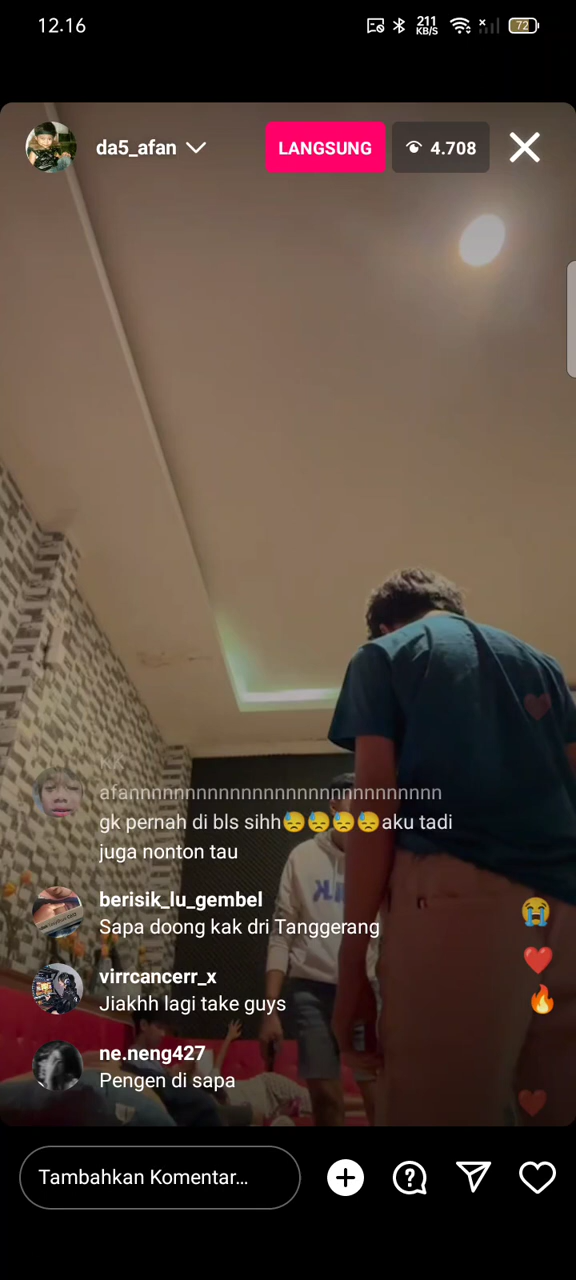 12.16
211
KB/S
72
da5_afan
LANGSUNG
4.708
afannnnnnnnnnnnnnnnnnnnnnnnnnnnn
gk pernah di bls sihh😓😓😓😓aku tadi
juga nonton tau
berisik_lu_gembel
Sapa doong kak dri Tanggerang
virrcancerr_x
Jiakhh lagi take guys
ne.neng427
Pengen di sapa
Tambahkan Komentar...